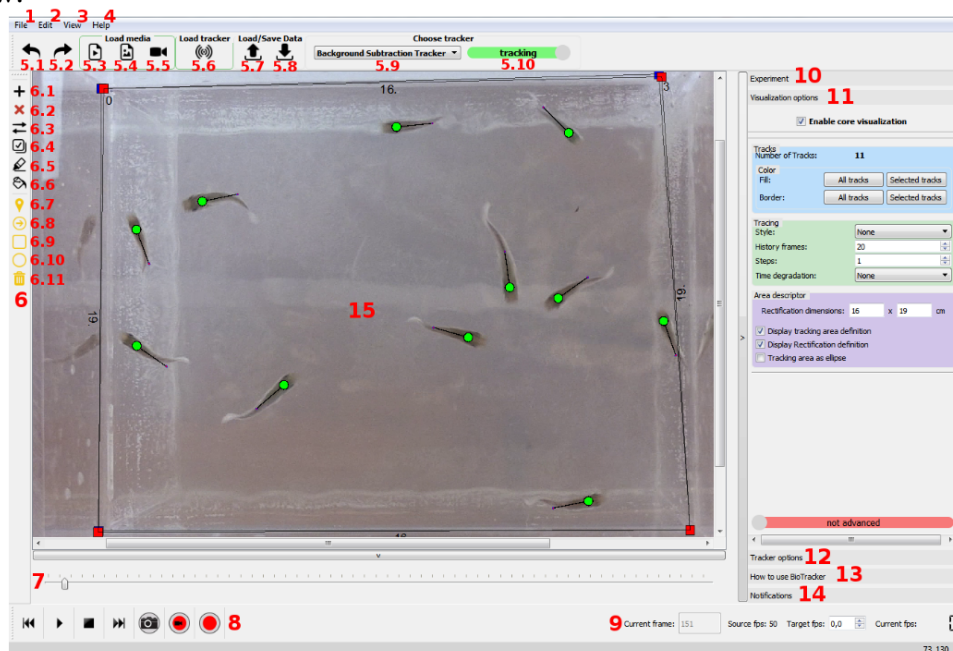 File 1 Edit 2 View 3 Help 4
Load media Load tracker Load/Save Data Choose tracker
Background Subtraction Tracker tracking
5.1 5.2 5.3 5.4 5.5 5.6 5.7 5.8 5.9 5.10
6.1
6.2
6.3
6.4
6.5
6.6
6.7
6.8
6.9
6.10
6.11
6
0 16. 3
19. 15 19.
Experiment 10
Visualization options 11
Enable core visualization
Tracks
Number of Tracks: 11
Color
Fill: All tracks Selected tracks
Border: All tracks Selected tracks
Tracing
Style: None
History frames: 20
Steps: 1
Time degradation: None
Area descriptor
Rectification dimensions: 16 x 19 cm
Display tracking area definition
Display Rectification definition
Tracking area as ellipse
>
not advanced
v
Tracker options 12
7 How to use BioTracker 13
Notifications 14
8 9 Current frame: 151 Source fps: 50 Target fps: 0,0 Current fps:
73, 130